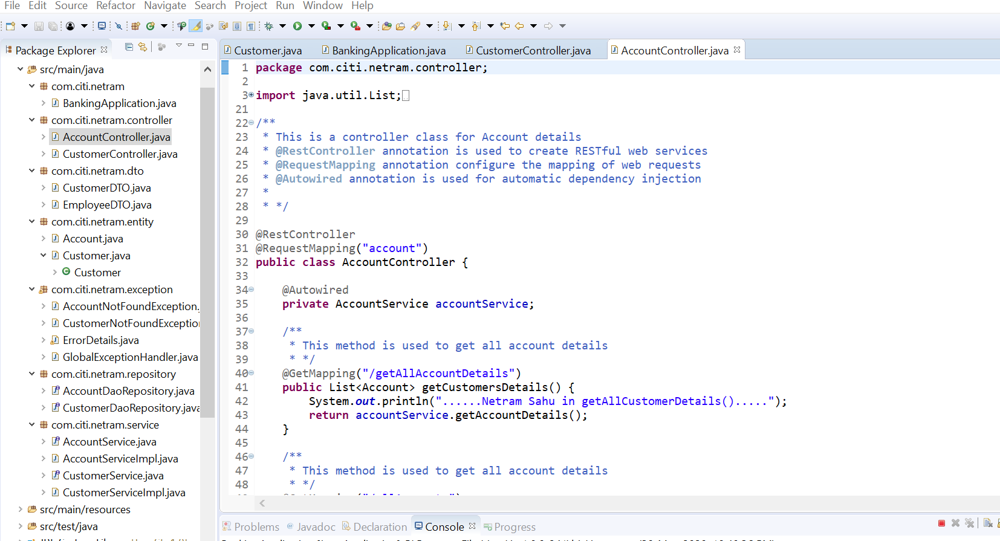 File Edit Source Refactor Navigate Search Project Run Window Help
Package Explorer
src/main/java
com.citi.netram
BankingApplication.java
com.citi.netram.controller
AccountController.java
CustomerController.java
com.citi.netram.dto
CustomerDTO.java
EmployeeDTO.java
com.citi.netram.entity
Account.java
Customer.java
Customer
com.citi.netram.exception
AccountNotFoundException.
CustomerNotFoundExceptio
ErrorDetails.java
GlobalExceptionHandler.java
com.citi.netram.repository
AccountDaoRepository.java
CustomerDaoRepository.java
com.citi.netram.service
AccountService.java
AccountServiceImpl.java
CustomerService.java
CustomerServiceImpl.java
src/main/resources
src/test/java
Customer.java BankingApplication.java CustomerController.java AccountController.java
1 package com.citi.netram.controller;
2
3 import java.util.List;
21
22 /**
23 * This is a controller class for Account details
24 * @RestController annotation is used to create RESTful web services
25 * @RequestMapping annotation configure the mapping of web requests
26 * @Autowired annotation is used for automatic dependency injection
27 *
28 * */
29
30 @RestController
31 @RequestMapping("account")
32 public class AccountController {
33
34 @Autowired
35 private AccountService accountService;
36
37 /**
38 * This method is used to get all account details
39 * */
40 @GetMapping("/getAllAccountDetails")
41 public List<Account> getCustomersDetails() {
42 System.out.println("......Netram Sahu in getAllCustomerDetails().....");
43 return accountService.getAccountDetails();
44 }
45
46 /**
47 * This method is used to get all account details
48 * */
Problems Javadoc Declaration Console Progress